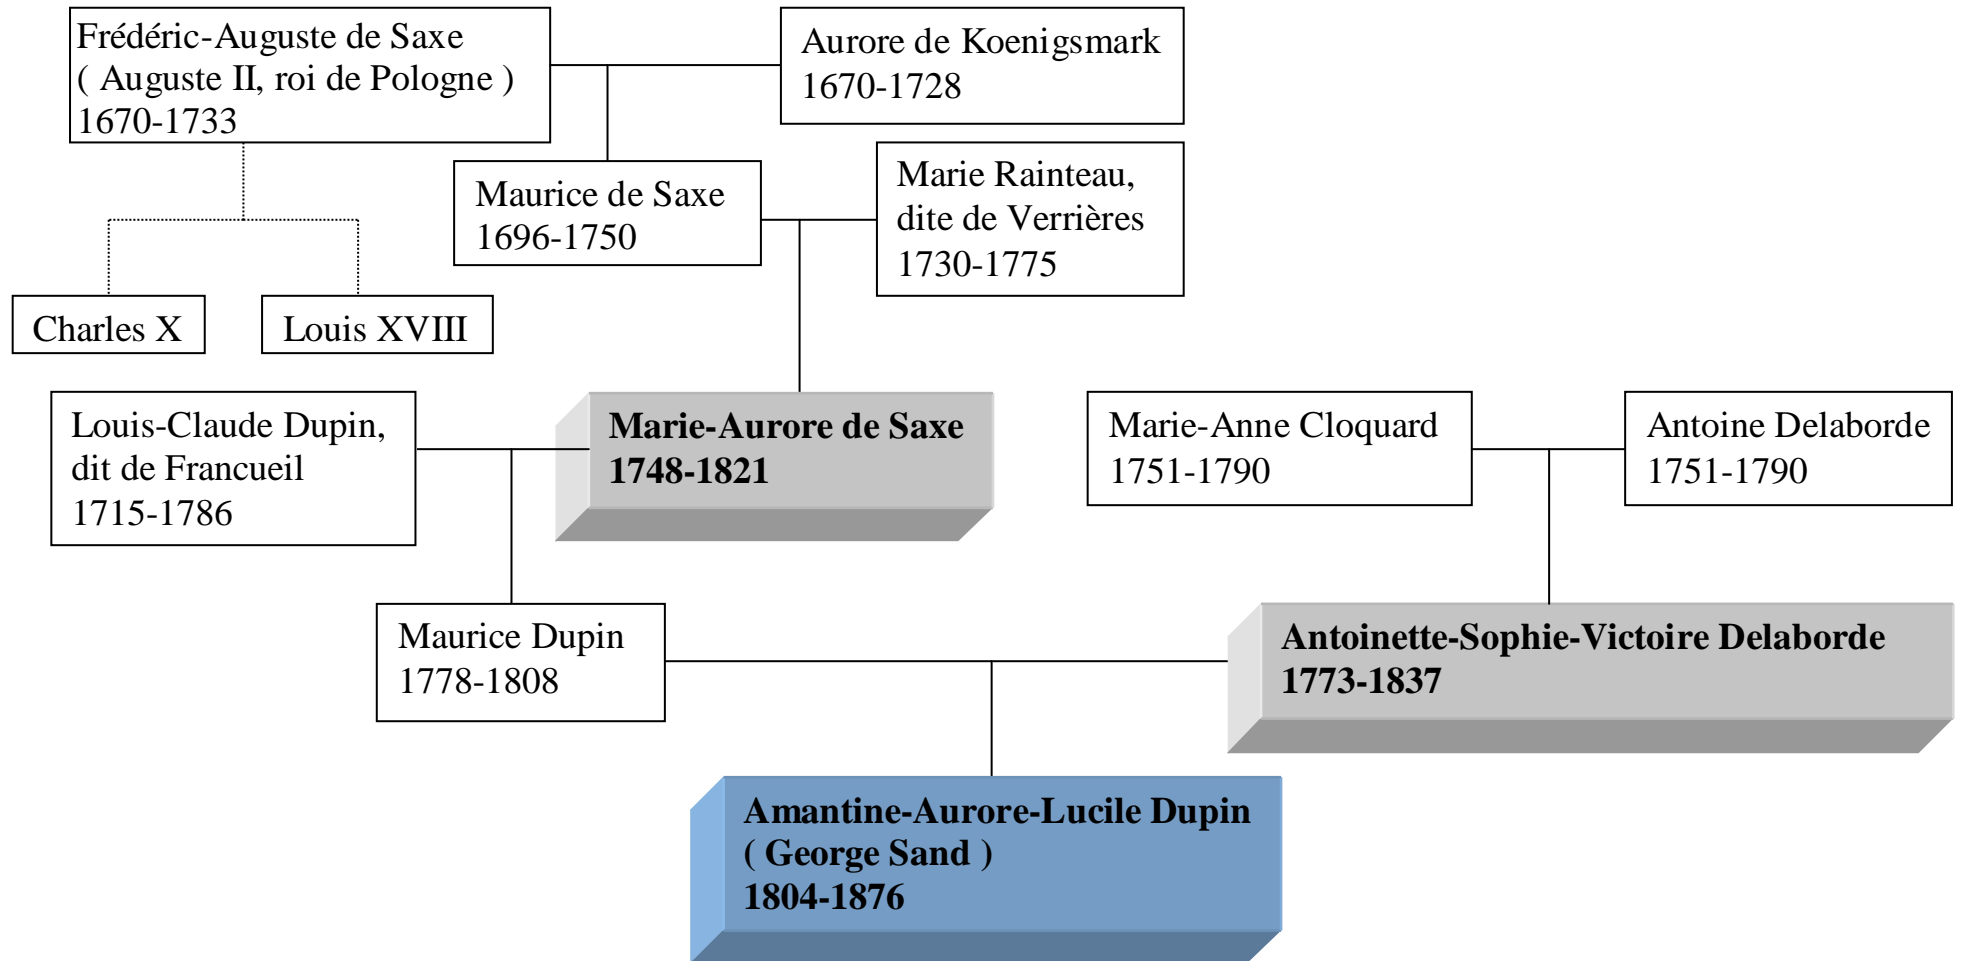 Frédéric-Auguste de Saxe
( Auguste II, roi de Pologne )
1670-1733
Aurore de Koenigsmark
1670-1728
Maurice de Saxe
1696-1750
Marie Rainteau,
dite de Verrières
1730-1775
Charles X
Louis XVIII
Louis-Claude Dupin,
dit de Francueil
1715-1786
Marie-Aurore de Saxe
1748-1821
Marie-Anne Cloquard
1751-1790
Antoine Delaborde
1751-1790
Maurice Dupin
1778-1808
Antoinette-Sophie-Victoire Delaborde
1773-1837
Amantine-Aurore-Lucile Dupin
( George Sand )
1804-1876